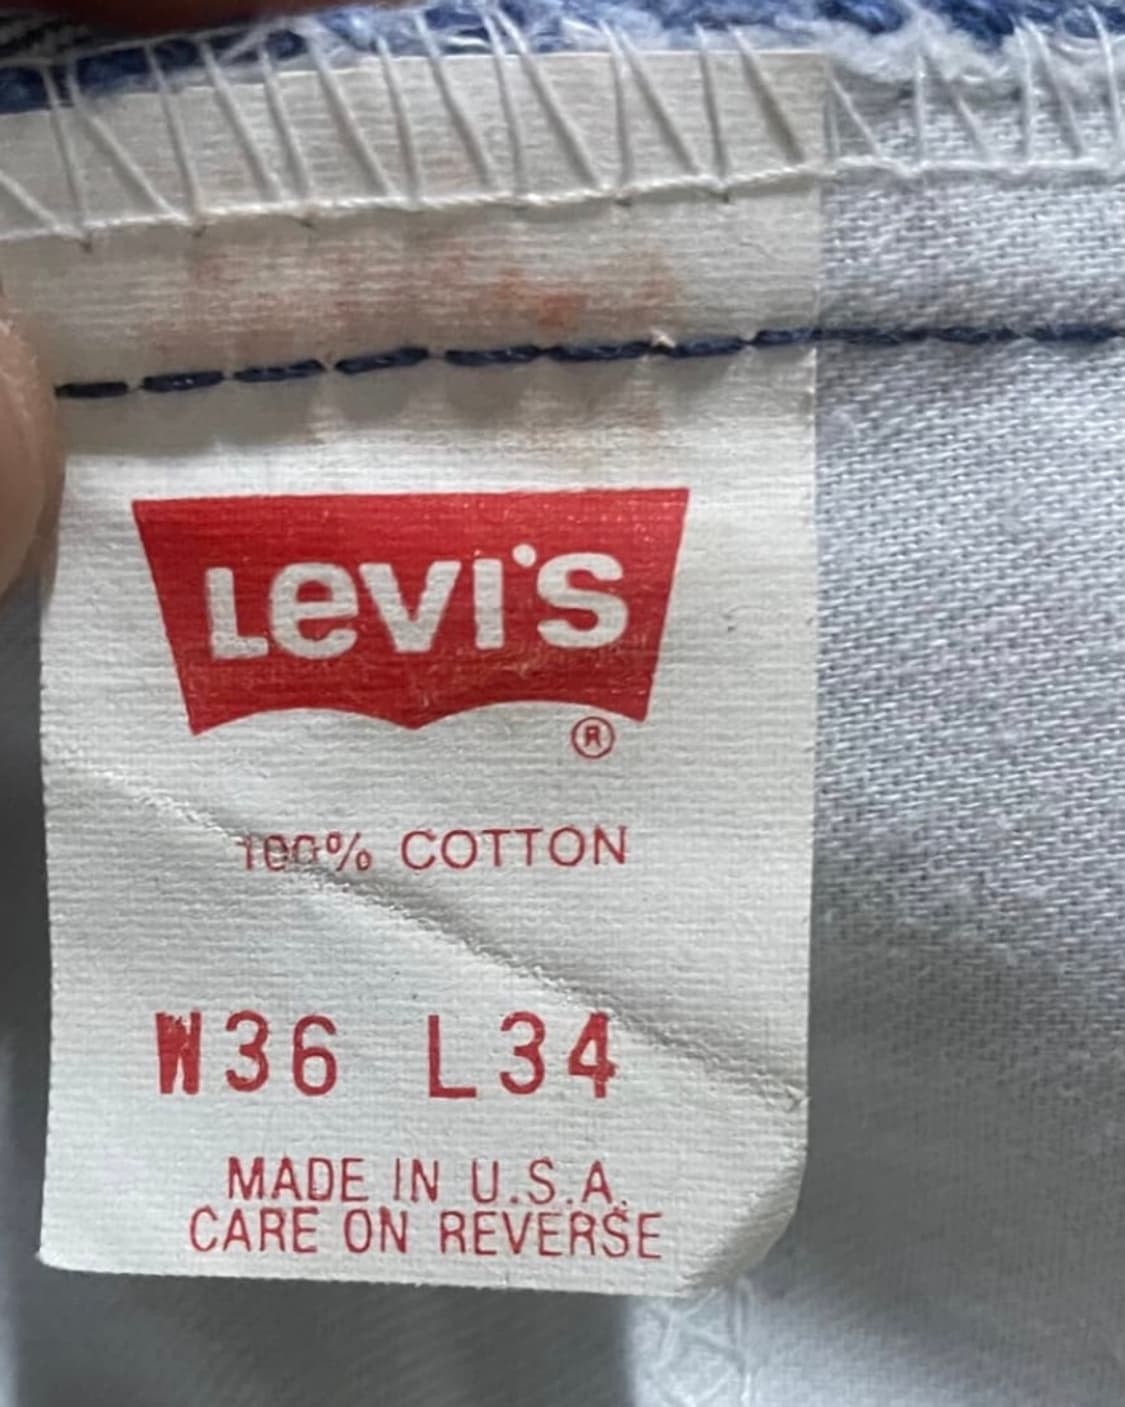 Levi's
®
100% COTTON
W36 L34
MADE IN U.S.A.
CARE ON REVERSE